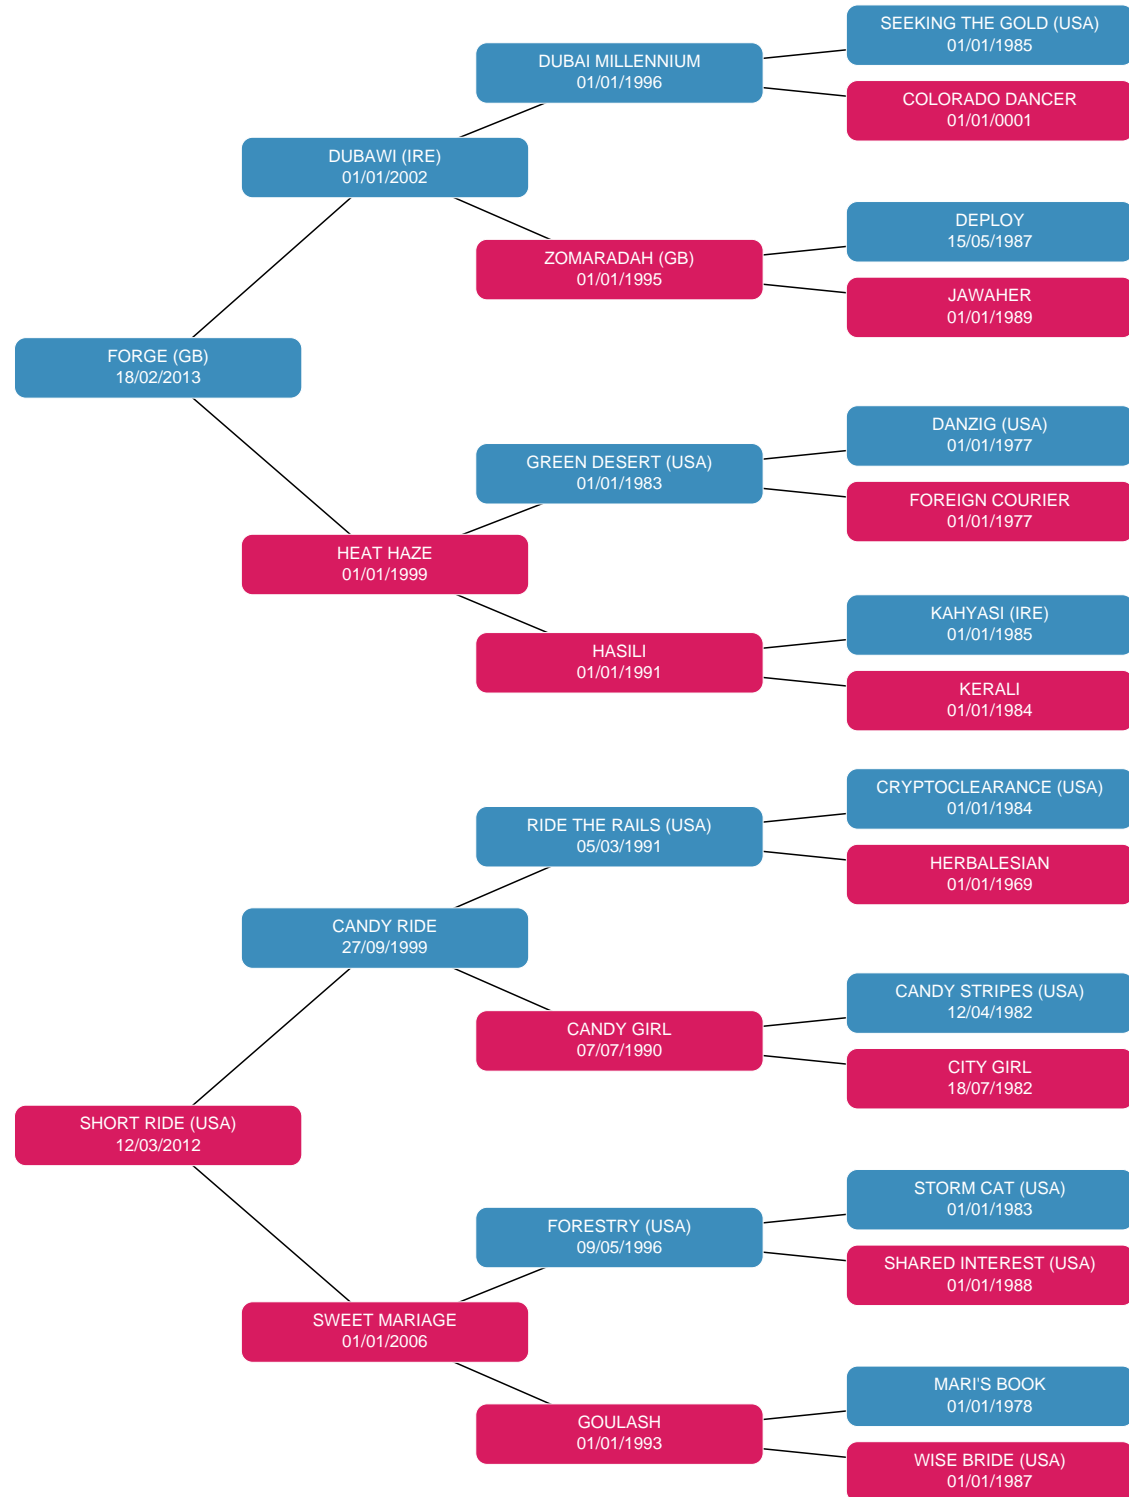 SEEKING THE GOLD (USA)
01/01/1985
DUBAI MILLENNIUM
01/01/1996
COLORADO DANCER
01/01/0001
DUBAWI (IRE)
01/01/2002
DEPLOY
15/05/1987
ZOMARADAH (GB)
01/01/1995
JAWAHER
01/01/1989
FORGE (GB)
18/02/2013
DANZIG (USA)
01/01/1977
GREEN DESERT (USA)
01/01/1983
FOREIGN COURIER
01/01/1977
HEAT HAZE
01/01/1999
KAHYASI (IRE)
01/01/1985
HASILI
01/01/1991
KERALI
01/01/1984
CRYPTOCLEARANCE (USA)
01/01/1984
RIDE THE RAILS (USA)
05/03/1991
HERBALESIAN
01/01/1969
CANDY RIDE
27/09/1999
CANDY STRIPES (USA)
12/04/1982
CANDY GIRL
07/07/1990
CITY GIRL
18/07/1982
SHORT RIDE (USA)
12/03/2012
STORM CAT (USA)
01/01/1983
FORESTRY (USA)
09/05/1996
SHARED INTEREST (USA)
01/01/1988
SWEET MARIAGE
01/01/2006
MARI'S BOOK
01/01/1978
GOULASH
01/01/1993
WISE BRIDE (USA)
01/01/1987